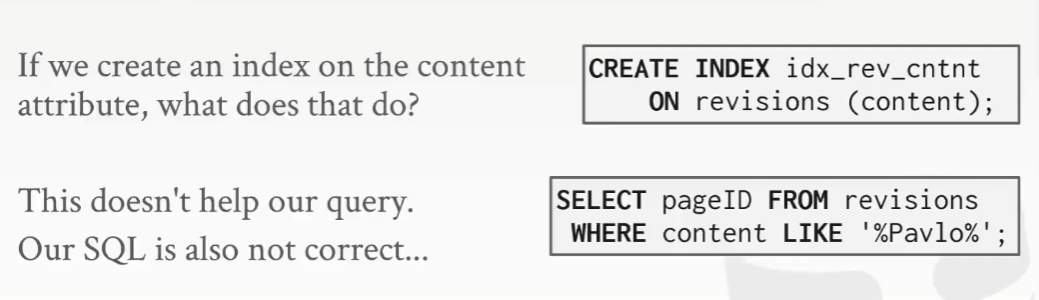 If we create an index on the content
attribute, what does that do?
CREATE INDEX idx_rev_cntnt
ON revisions (content);
This doesn't help our query.
Our SQL is also not correct...
SELECT pageID FROM revisions
WHERE content LIKE '%Pavlo%';